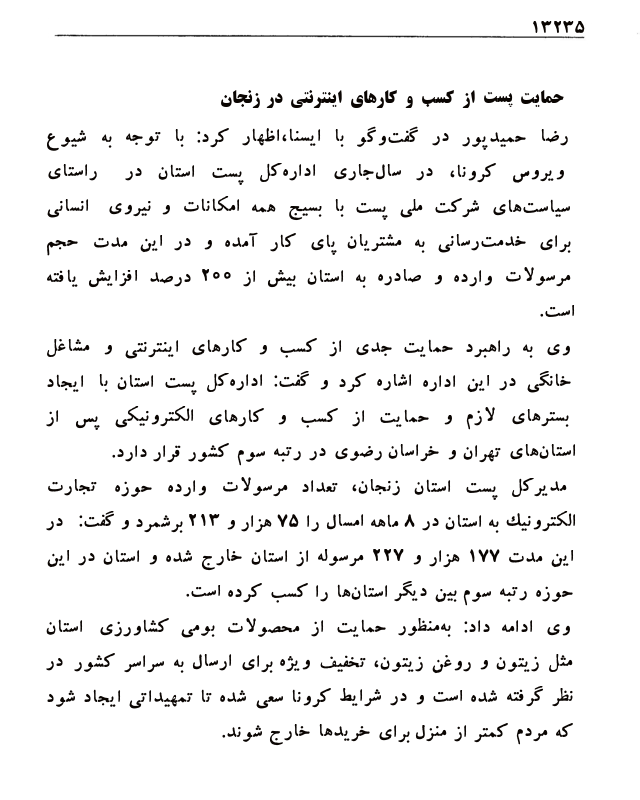 ۱۳۲۳۵
حمایت پست از کسب و کارهای اینترنتی در زنجان
رضا حمیدپور در گفت‌وگو با ایسنا،اظهار کرد: با توجه به شیوع
ویروس کرونا، در سال‌جاری اداره‌کل پست استان در راستای
سیاست‌های شرکت ملی پست با بسیج همه امکانات و نیروی انسانی
برای خدمت‌رسانی به مشتریان پای کار آمده و در این مدت حجم
مرسولات وارده و صادره به استان بیش از ۲۰۰ درصد افزایش یافته
است.
وی به راهبرد حمایت جدی از کسب و کارهای اینترنتی و مشاغل
خانگی در این اداره اشاره کرد و گفت: اداره‌کل پست استان با ایجاد
بسترهای لازم و حمایت از کسب و کارهای الکترونیکی پس از
استان‌های تهران و خراسان رضوی در رتبه سوم کشور قرار دارد.
مدیرکل پست استان زنجان، تعداد مرسولات وارده حوزه تجارت
الکترونیك به استان در ۸ ماهه امسال را ۷۵ هزار و ۲۱۳ برشمرد و گفت: در
این مدت ۱۷۷ هزار و ۲۲۷ مرسوله از استان خارج شده و استان در این
حوزه رتبه سوم بین دیگر استان‌ها را کسب کرده است.
وی ادامه داد: به‌منظور حمایت از محصولات بومی کشاورزی استان
مثل زیتون و روغن زیتون، تخفیف ویژه برای ارسال به سراسر کشور در
نظر گرفته شده است و در شرایط کرونا سعی شده تا تمهیداتی ایجاد شود
که مردم کمتر از منزل برای خریدها خارج شوند.